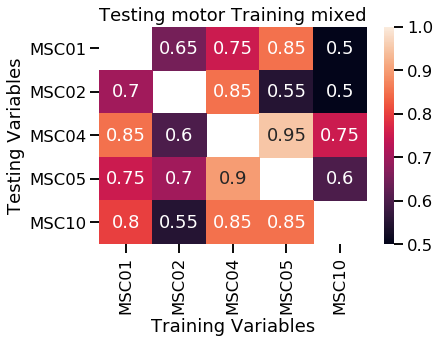 Testing motor Training mixed
Testing Variables
MSC01 0.65 0.75 0.85 0.5
MSC02 0.7 0.85 0.55 0.5
MSC04 0.85 0.6 0.95 0.75
MSC05 0.75 0.7 0.9 0.6
MSC10 0.8 0.55 0.85 0.85
MSC01 MSC02 MSC04 MSC05 MSC10
Training Variables
1.0
0.9
0.8
0.7
0.6
0.5